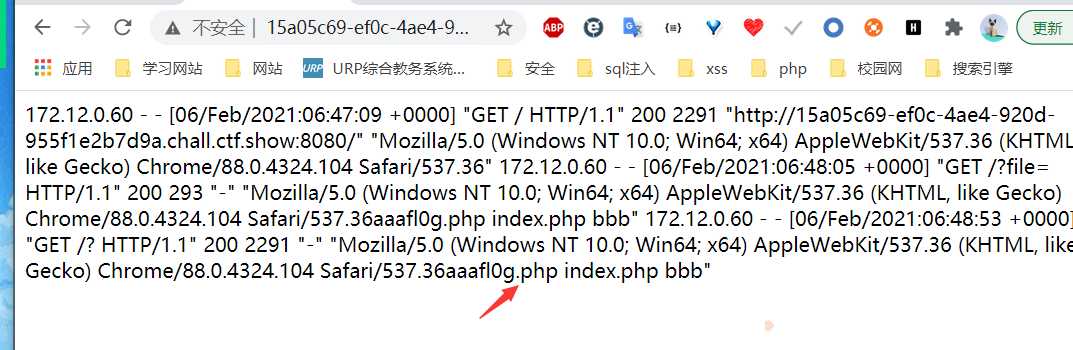 不安全 | 15a05c69-ef0c-4ae4-9...
ABP
更新
应用 学习网站 网站 URP URP综合教务系统... 安全 sql注入 xss php 校园网 搜索引擎
172.12.0.60 - - [06/Feb/2021:06:47:09 +0000] "GET / HTTP/1.1" 200 2291 "http://15a05c69-ef0c-4ae4-920d-
955f1e2b7d9a.chall.ctf.show:8080/" "Mozilla/5.0 (Windows NT 10.0; Win64; x64) AppleWebKit/537.36 (KHTML,
like Gecko) Chrome/88.0.4324.104 Safari/537.36" 172.12.0.60 - - [06/Feb/2021:06:48:05 +0000] "GET /?file=
HTTP/1.1" 200 293 "-" "Mozilla/5.0 (Windows NT 10.0; Win64; x64) AppleWebKit/537.36 (KHTML, like Gecko)
Chrome/88.0.4324.104 Safari/537.36aaafl0g.php index.php bbb" 172.12.0.60 - - [06/Feb/2021:06:48:53 +0000]
"GET /? HTTP/1.1" 200 2291 "-" "Mozilla/5.0 (Windows NT 10.0; Win64; x64) AppleWebKit/537.36 (KHTML, like
Gecko) Chrome/88.0.4324.104 Safari/537.36aaafl0g.php index.php bbb"